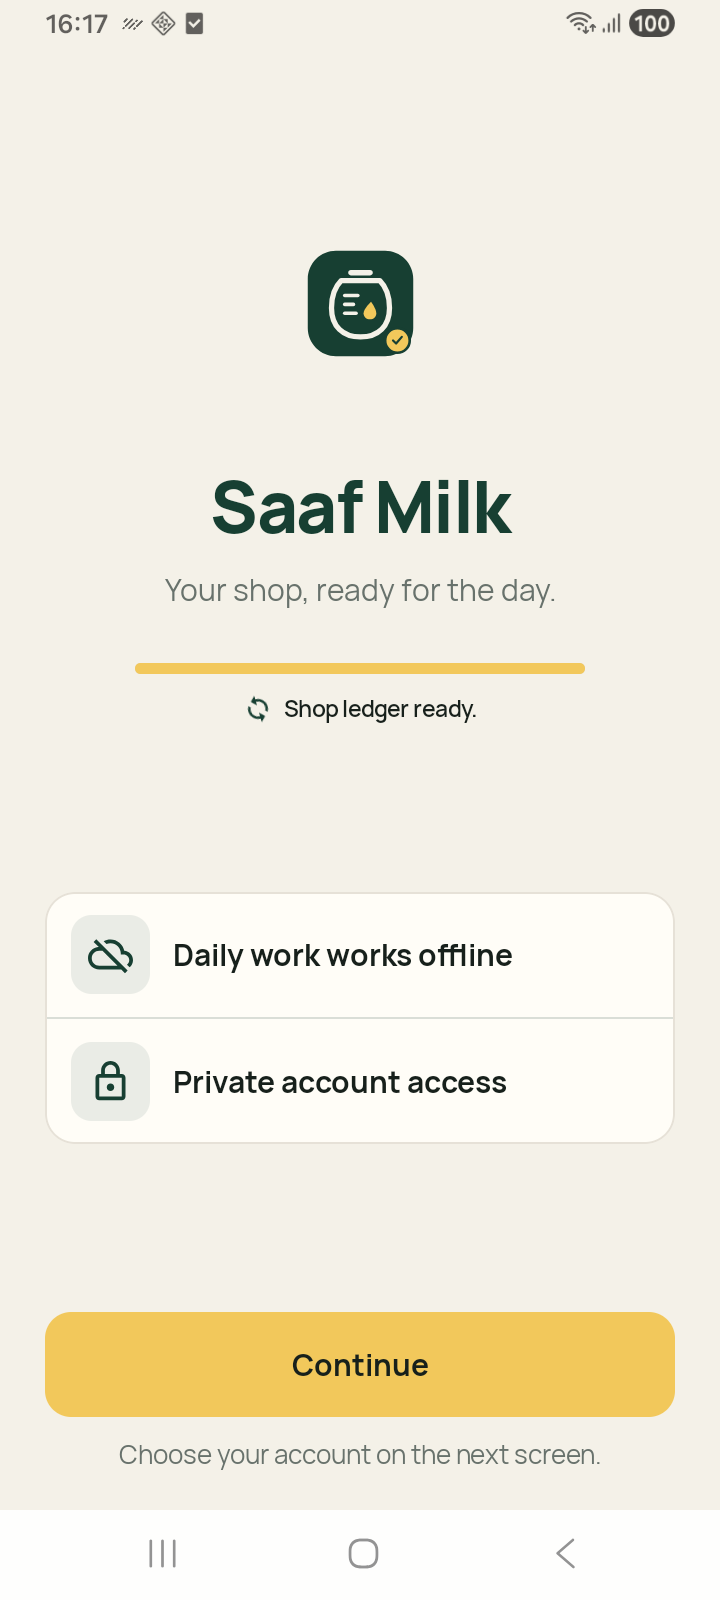 16:17
100
Saaf Milk
Your shop, ready for the day.
Shop ledger ready.
Daily work works offline
Private account access
Continue
Choose your account on the next screen.